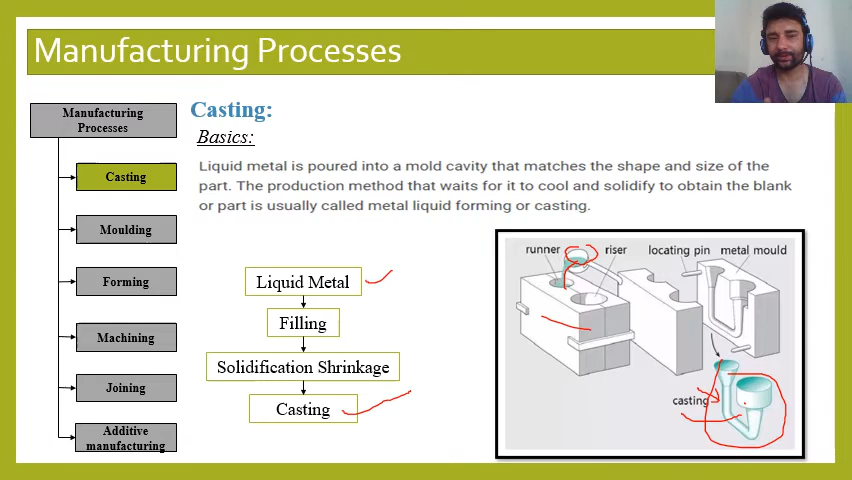 Manufacturing Processes
Manufacturing
Processes
Casting
Moulding
Forming
Machining
Joining
Additive
manufacturing
Casting:
Basics:
Liquid metal is poured into a mold cavity that matches the shape and size of the
part. The production method that waits for it to cool and solidify to obtain the blank
or part is usually called metal liquid forming or casting.
Liquid Metal
Filling
Solidification Shrinkage
Casting
runner
riser
locating pin
metal mould
casting